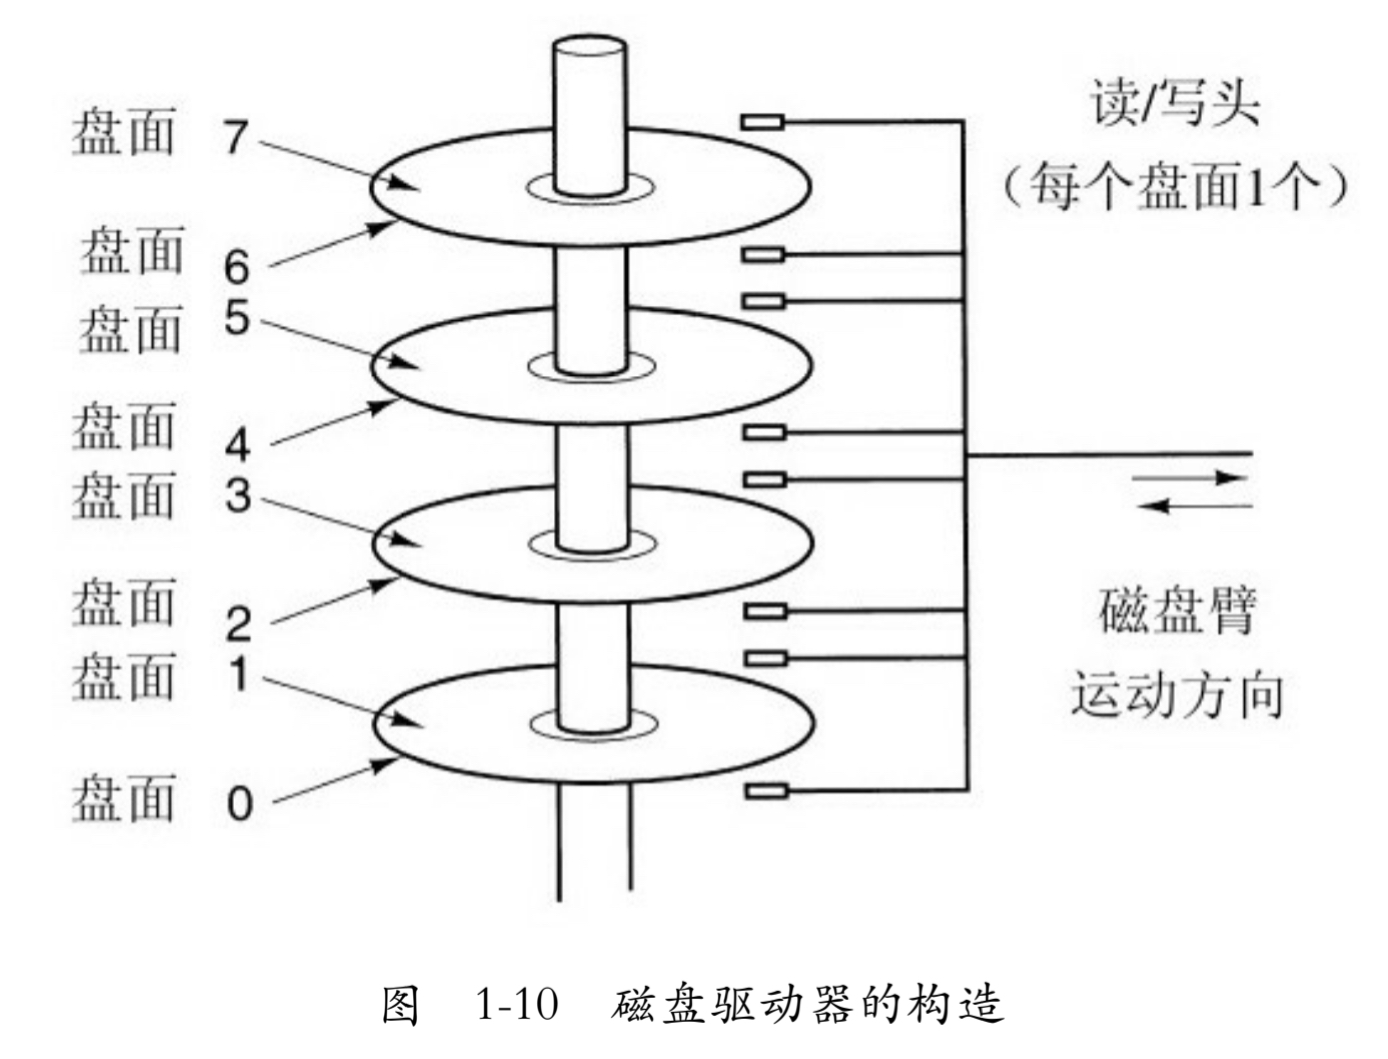 盘面 7
盘面 6
盘面 5
盘面 4
盘面 3
盘面 2
盘面 1
盘面 0
读/写头
（每个盘面1个）
磁盘臂
运动方向
图 1-10 磁盘驱动器的构造